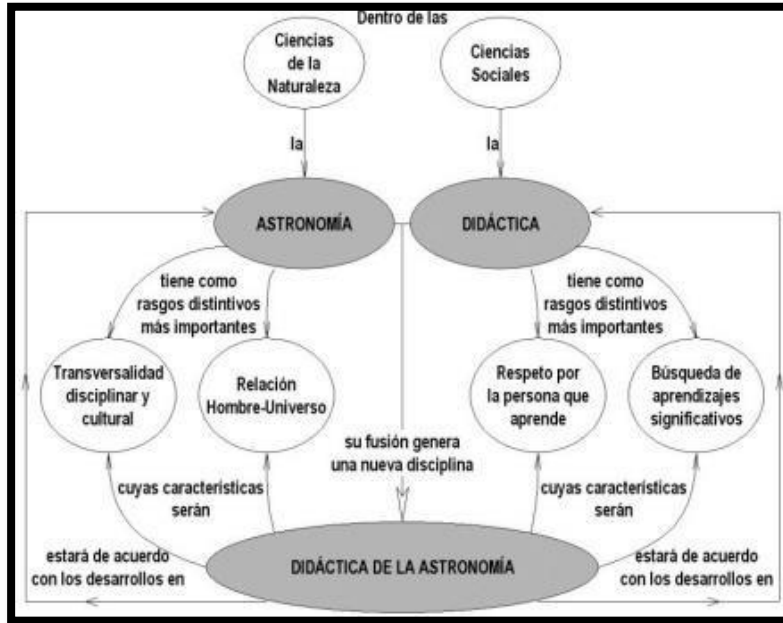 Dentro de las
Ciencias
de la
Naturaleza
Ciencias
Sociales
la
la
ASTRONOMÍA
DIDÁCTICA
tiene como
rasgos distintivos
más importantes
tiene como
rasgos distintivos
más importantes
Transversalidad
disciplinar y
cultural
Relación
Hombre-Universo
Respeto por
la persona que
aprende
Búsqueda de
aprendizajes
significativos
su fusión genera
una nueva disciplina
cuyas características
serán
cuyas características
serán
DIDÁCTICA DE LA ASTRONOMÍA
estará de acuerdo
con los desarrollos en
estará de acuerdo
con los desarrollos en